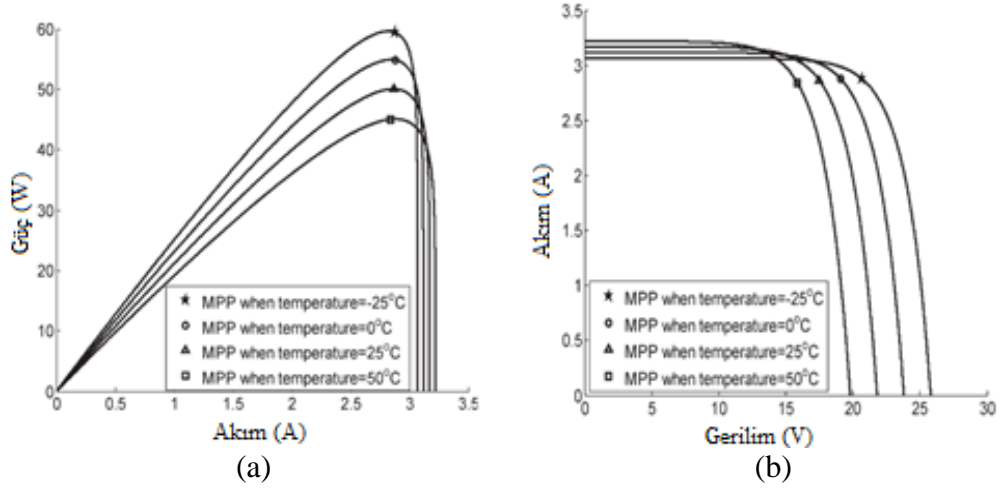 60
50
40
30
20
10
0
Güç (W)
0
0.5
1
1.5
2
2.5
3
3.5
Akım (A)
MPP when temperature=-25°C
MPP when temperature=0°C
MPP when temperature=25°C
MPP when temperature=50°C
(a)
3.5
3
2.5
2
1.5
1
0.5
0
Akım (A)
0
5
10
15
20
25
30
Gerilim (V)
MPP when temperature=-25°C
MPP when temperature=0°C
MPP when temperature=25°C
MPP when temperature=50°C
(b)